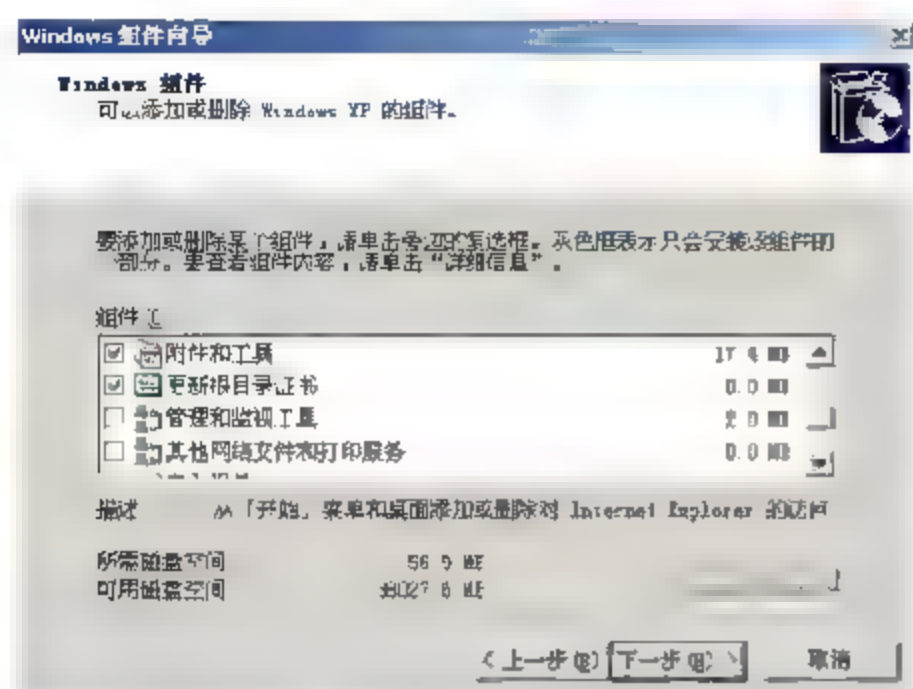 Windows 组件向导
Windows 组件
可以添加或删除 Windows XP 的组件。
要添加或删除某个组件，请单击旁边的复选框。灰色框表示只会安装该组件的
一部分。要查看组件内容，请单击“详细信息”。
组件
附件和工具
更新根目录证书 0.0 MB
管理和监视工具
其他网络文件和打印服务 0.0 MB
描述 从「开始」菜单和桌面添加或删除对 Internet Explorer 的访问
所需磁盘空间
可用磁盘空间
< 上一步(B) 下一步(N) > 取消